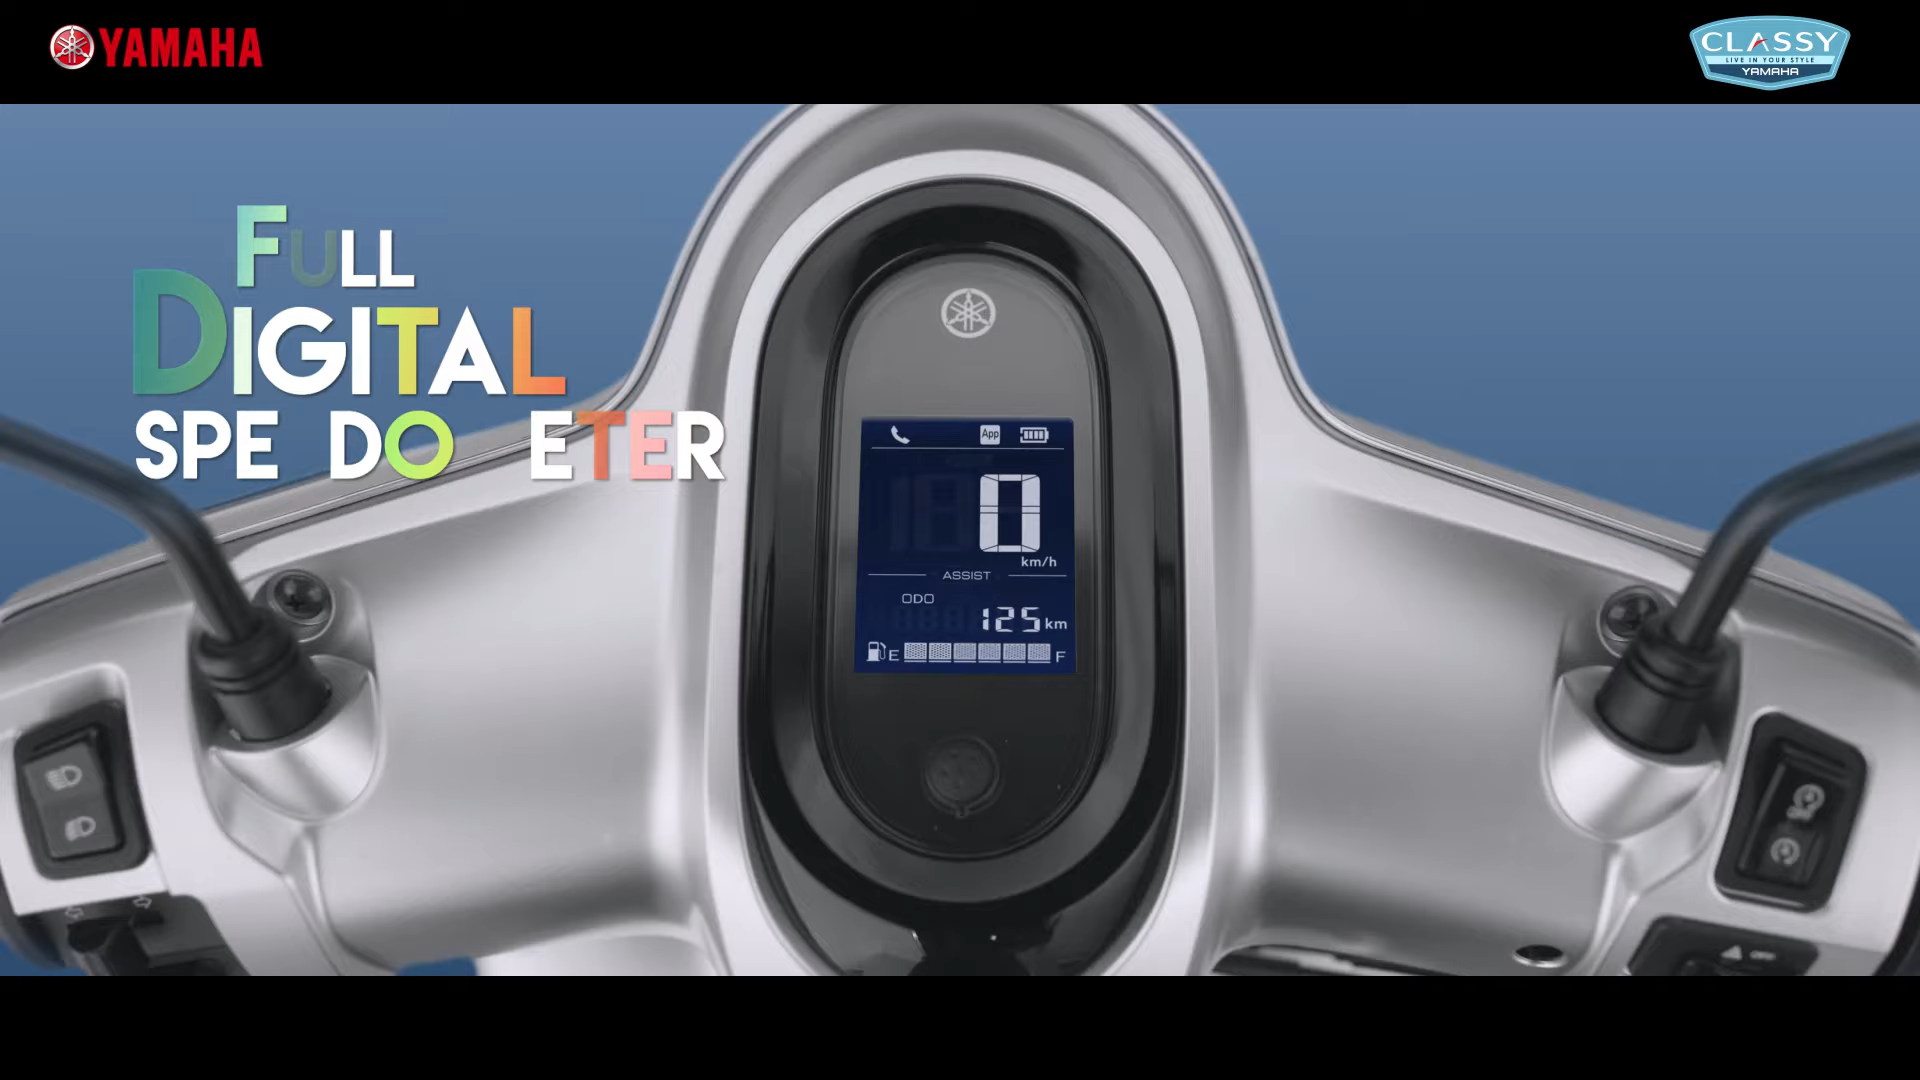 YAMAHA
CLASSY
LIVE IN YOUR STYLE
YAMAHA
FULL
DIGITAL
SPE DO ETER
App
0
km/h
ASSIST
ODO
125 km
E F
OFF